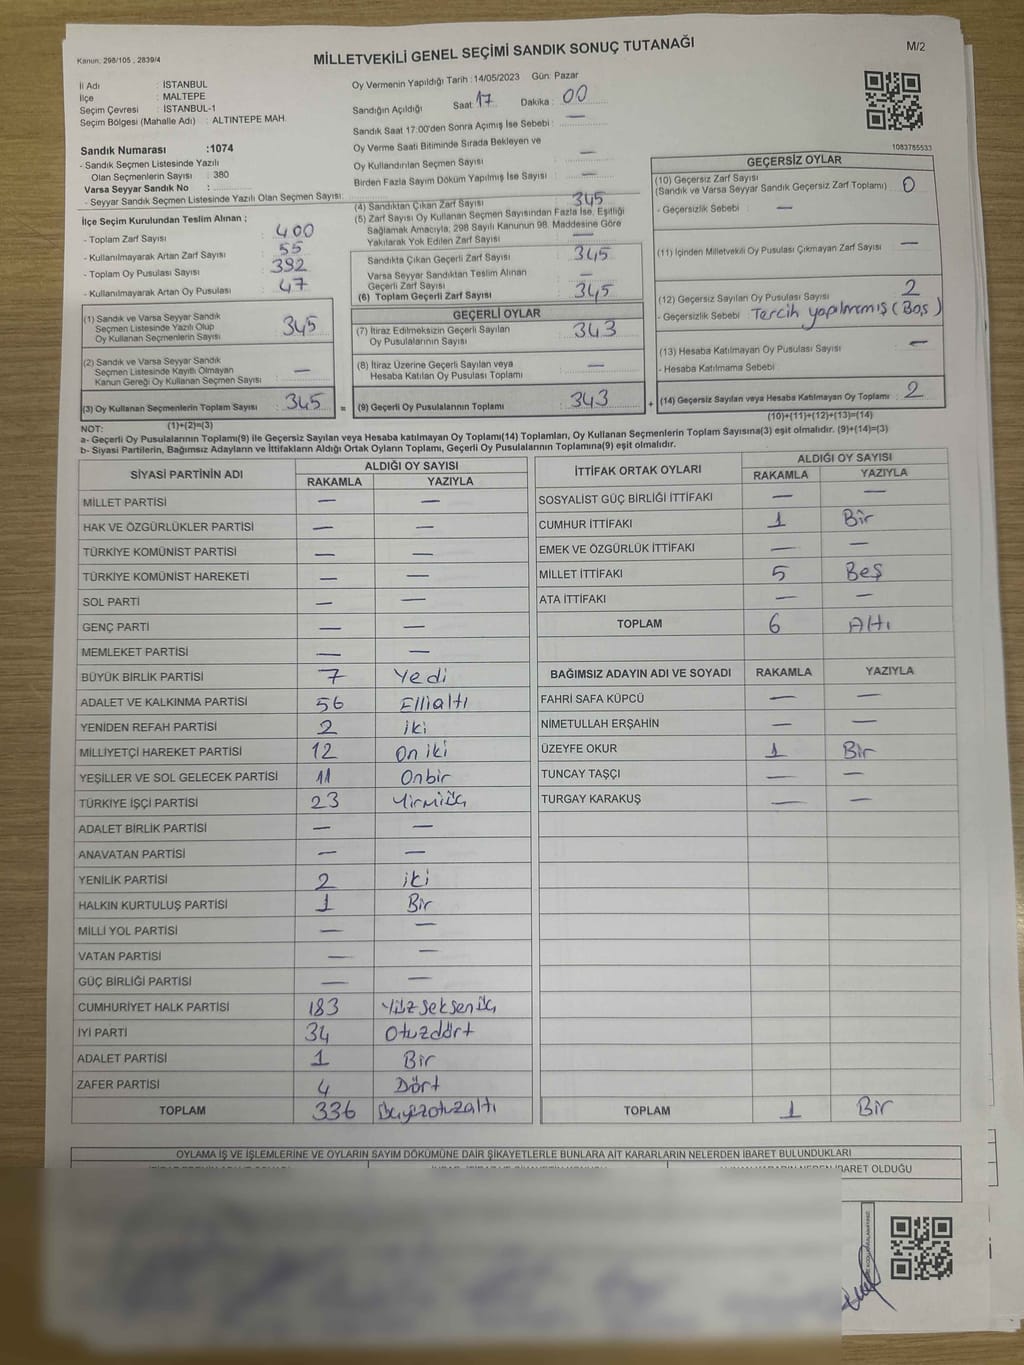 Kanun, 298/105 , 2839/4
MİLLETVEKİLİ GENEL SEÇİMİ SANDIK SONUÇ TUTANAĞI
M/2
İl Adı : İSTANBUL
İlçe : MALTEPE
Seçim Çevresi : İSTANBUL-1
Seçim Bölgesi (Mahalle Adı) : ALTINTEPE MAH.
Sandık Numarası :1074
- Sandık Seçmen Listesinde Yazılı
Olan Seçmenlerin Sayısı : 380
Varsa Seyyar Sandık No :
- Seyyar Sandık Seçmen Listesinde Yazılı Olan Seçmen Sayısı:
İlçe Seçim Kurulundan Teslim Alınan ;
- Toplam Zarf Sayısı : 400
- Kullanılmayarak Artan Zarf Sayısı : 55
- Toplam Oy Pusulası Sayısı : 392
- Kullanılmayarak Artan Oy Pusulası : 47
(1) Sandık ve Varsa Seyyar Sandık
Seçmen Listesinde Yazılı Olup
Oy Kullanan Seçmenlerin Sayısı : 345
(2) Sandık ve Varsa Seyyar Sandık
Seçmen Listesinde Kayıtlı Olmayan
Kanun Gereği Oy Kullanan Seçmen Sayısı : —
(3) Oy Kullanan Seçmenlerin Toplam Sayısı : 345
(1)+(2)=(3)
Oy Vermenin Yapıldığı Tarih : 14/05/2023 Gün: Pazar
Sandığın Açıldığı Saat : 17 Dakika : 00
Sandık Saat 17:00'den Sonra Açımış İse Sebebi : —
Oy Verme Saati Bitiminde Sırada Bekleyen ve
Oy Kullandırılan Seçmen Sayısı : —
Birden Fazla Sayım Döküm Yapılmış İse Sayısı : —
(4) Sandıktan Çıkan Zarf Sayısı : 345
(5) Zarf Sayısı Oy Kullanan Seçmen Sayısından Fazla İse, Eşitliği
Sağlamak Amacıyla; 298 Sayılı Kanunun 98. Maddesine Göre
Yakılarak Yok Edilen Zarf Sayısı : —
Sandıkta Çıkan Geçerli Zarf Sayısı : 345
Varsa Seyyar Sandıktan Teslim Alınan
Geçerli Zarf Sayısı : —
(6) Toplam Geçerli Zarf Sayısı : 345
GEÇERLİ OYLAR
(7) İtiraz Edilmeksizin Geçerli Sayılan
Oy Pusulalarının Sayısı : 343
(8) İtiraz Üzerine Geçerli Sayılan veya
Hesaba Katılan Oy Pusulası Toplamı : —
= (9) Geçerli Oy Pusulalarının Toplamı : 343
1083785533
GEÇERSİZ OYLAR
(10) Geçersiz Zarf Sayısı
(Sandık ve Varsa Seyyar Sandık Geçersiz Zarf Toplamı) : 0
- Geçersizlik Sebebi : —
(11) İçinden Milletvekili Oy Pusulası Çıkmayan Zarf Sayısı : —
(12) Geçersiz Sayılan Oy Pusulası Sayısı : 2
- Geçersizlik Sebebi : Tercih yapılmamış (Boş)
(13) Hesaba Katılmayan Oy Pusulası Sayısı : —
- Hesaba Katılmama Sebebi :
+ (14) Geçersiz Sayılan veya Hesaba Katılmayan Oy Toplamı : 2
(10)+(11)+(12)+(13)=(14)
NOT:
a- Geçerli Oy Pusulalarının Toplamı(9) ile Geçersiz Sayılan veya Hesaba katılmayan Oy Toplamı(14) Toplamları, Oy Kullanan Seçmenlerin Toplam Sayısına(3) eşit olmalıdır. (9)+(14)=(3)
b- Siyasi Partilerin, Bağımsız Adayların ve İttifakların Aldığı Ortak Oyların Toplamı, Geçerli Oy Pusulalarının Toplamına(9) eşit olmalıdır.
SİYASİ PARTİNİN ADI ALDIĞI OY SAYISI
RAKAMLA YAZIYLA
MİLLET PARTİSİ — —
HAK VE ÖZGÜRLÜKLER PARTİSİ — —
TÜRKİYE KOMÜNİST PARTİSİ — —
TÜRKİYE KOMÜNİST HAREKETİ — —
SOL PARTİ — —
GENÇ PARTİ — —
MEMLEKET PARTİSİ — —
BÜYÜK BİRLİK PARTİSİ 7 Yedi
ADALET VE KALKINMA PARTİSİ 56 Ellialtı
YENİDEN REFAH PARTİSİ 2 iki
MİLLİYETÇİ HAREKET PARTİSİ 12 On iki
YEŞİLLER VE SOL GELECEK PARTİSİ 11 Onbir
TÜRKİYE İŞÇİ PARTİSİ 23 Yirmiüç
ADALET BİRLİK PARTİSİ — —
ANAVATAN PARTİSİ — —
YENİLİK PARTİSİ 2 iki
HALKIN KURTULUŞ PARTİSİ 1 Bir
MİLLİ YOL PARTİSİ — —
VATAN PARTİSİ — —
GÜÇ BİRLİĞİ PARTİSİ — —
CUMHURİYET HALK PARTİSİ 183 Yüzseksenüç
İYİ PARTİ 34 Otuzdört
ADALET PARTİSİ 1 Bir
ZAFER PARTİSİ 4 Dört
TOPLAM 336 Üçyüzotuzaltı
İTTİFAK ORTAK OYLARI ALDIĞI OY SAYISI
RAKAMLA YAZIYLA
SOSYALİST GÜÇ BİRLİĞİ İTTİFAKI — —
CUMHUR İTTİFAKI 1 Bir
EMEK VE ÖZGÜRLÜK İTTİFAKI — —
MİLLET İTTİFAKI 5 Beş
ATA İTTİFAKI — —
TOPLAM 6 Altı
BAĞIMSIZ ADAYIN ADI VE SOYADI RAKAMLA YAZIYLA
FAHRİ SAFA KÜPCÜ — —
NİMETULLAH ERŞAHİN — —
ÜZEYFE OKUR 1 Bir
TUNCAY TAŞÇI — —
TURGAY KARAKUŞ — —
TOPLAM 1 Bir
OYLAMA İŞ VE İŞLEMLERİNE VE OYLARIN SAYIM DÖKÜMÜNE DAİR ŞİKAYETLERLE BUNLARA AİT KARARLARIN NELERDEN İBARET BULUNDUKLARI
İBARET OLDUĞU